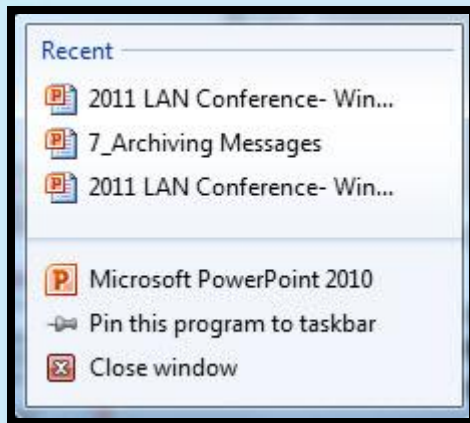 Recent
2011 LAN Conference- Win...
7_Archiving Messages
2011 LAN Conference- Win...
Microsoft PowerPoint 2010
Pin this program to taskbar
Close window